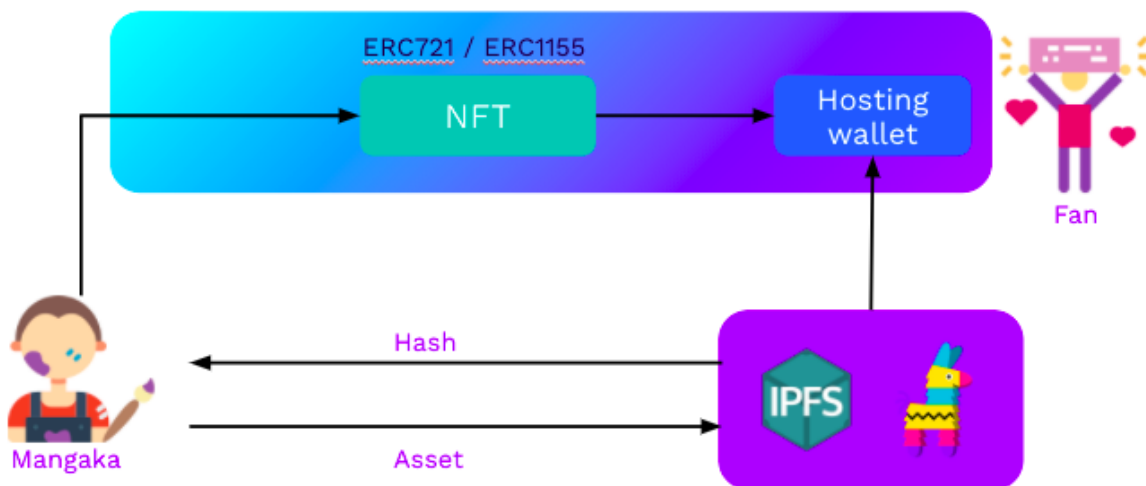 ERC721 / ERC1155
NFT
Hosting
wallet
Fan
Hash
IPFS
Mangaka
Asset